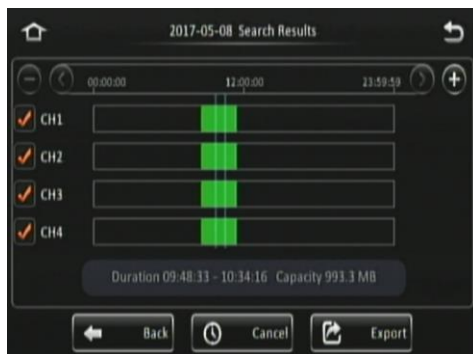 2017-05-08 Search Results
00:00:00 12:00:00 23:59:59
CH1
CH2
CH3
CH4
Duration 09:48:33 - 10:34:16 Capacity 993.3 MB
Back Cancel Export